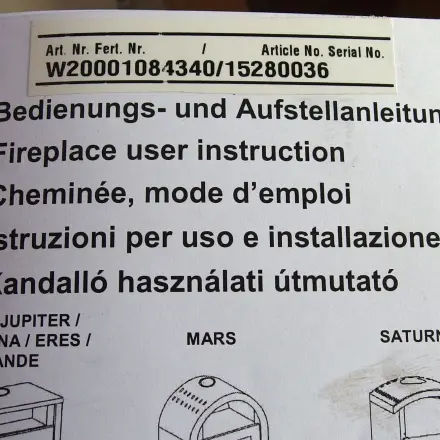 Art. Nr. Fert. Nr. / Article No. Serial No.
W20001084340/15280036
Bedienungs- und Aufstellanleitun
Fireplace user instruction
Cheminée, mode d'emploi
struzioni per uso e installazione
Kandalló használati útmutató
JUPITER /
NA / ERES /
ANDE
MARS
SATURN